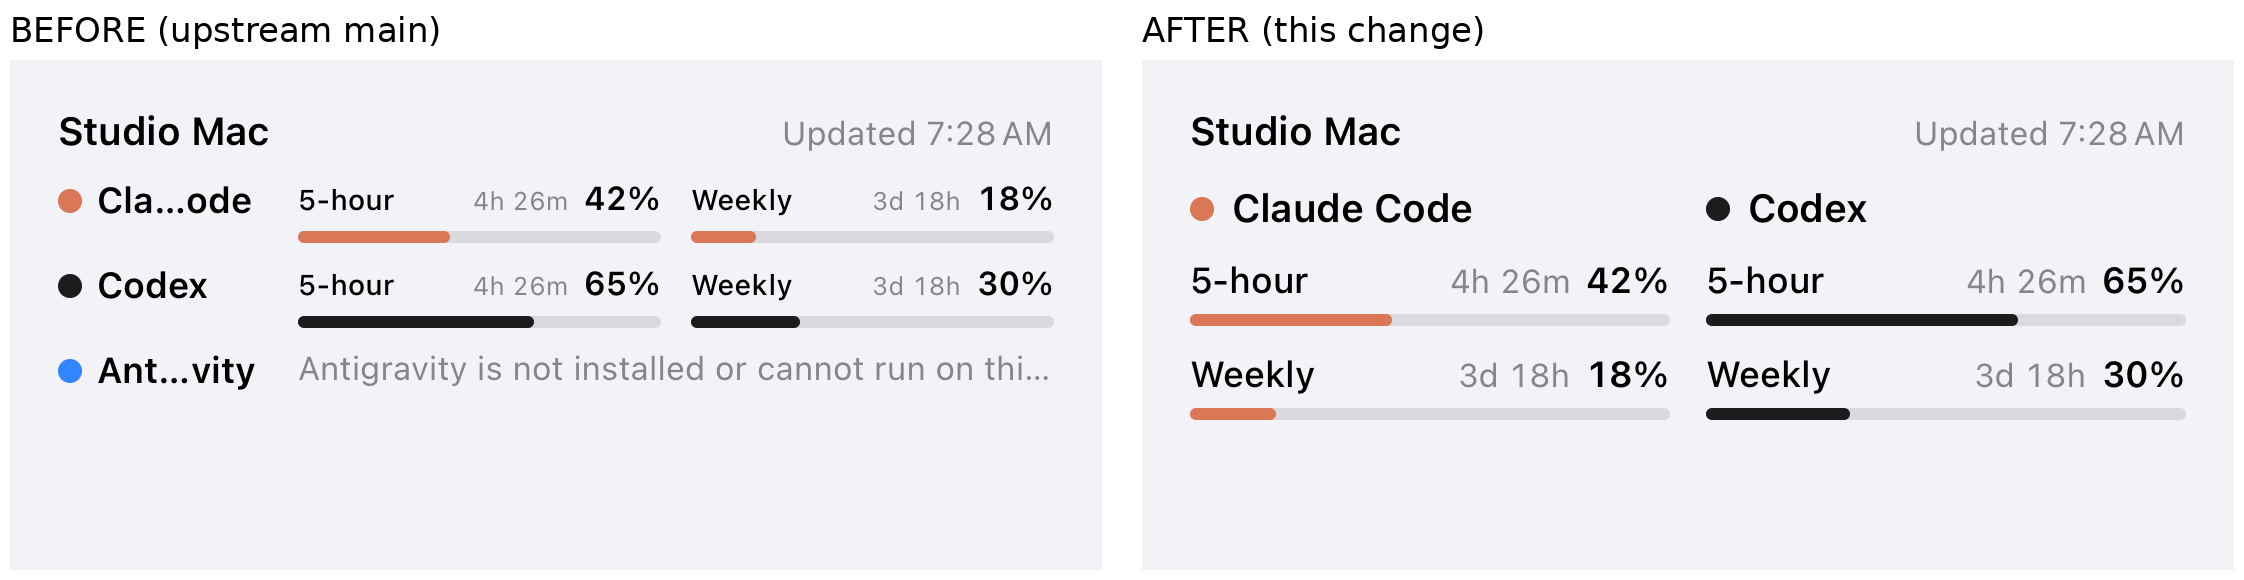 BEFORE (upstream main)
Studio Mac Updated 7:28 AM
Cla...ode 5-hour 4h 26m 42% Weekly 3d 18h 18%
Codex 5-hour 4h 26m 65% Weekly 3d 18h 30%
Ant...vity Antigravity is not installed or cannot run on thi...
AFTER (this change)
Studio Mac Updated 7:28 AM
Claude Code Codex
5-hour 4h 26m 42% 5-hour 4h 26m 65%
Weekly 3d 18h 18% Weekly 3d 18h 30%